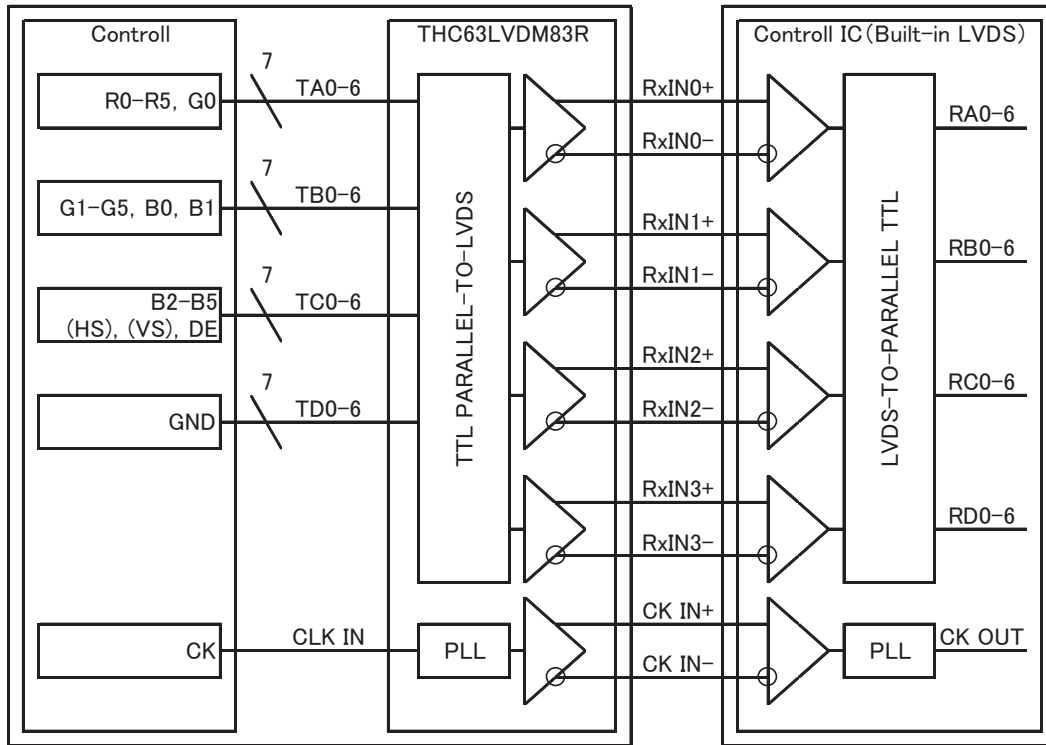 Controll
THC63LVDM83R
Controll IC(Built-in LVDS)
R0-R5, G0
7
TA0-6
RxIN0+
RxIN0-
RA0-6
G1-G5, B0, B1
7
TB0-6
RxIN1+
RxIN1-
RB0-6
B2-B5
(HS), (VS), DE
7
TC0-6
RxIN2+
RxIN2-
RC0-6
GND
7
TD0-6
RxIN3+
RxIN3-
RD0-6
TTL PARALLEL-TO-LVDS
LVDS-TO-PARALLEL TTL
CK
CLK IN
PLL
CK IN+
CK IN-
PLL
CK OUT